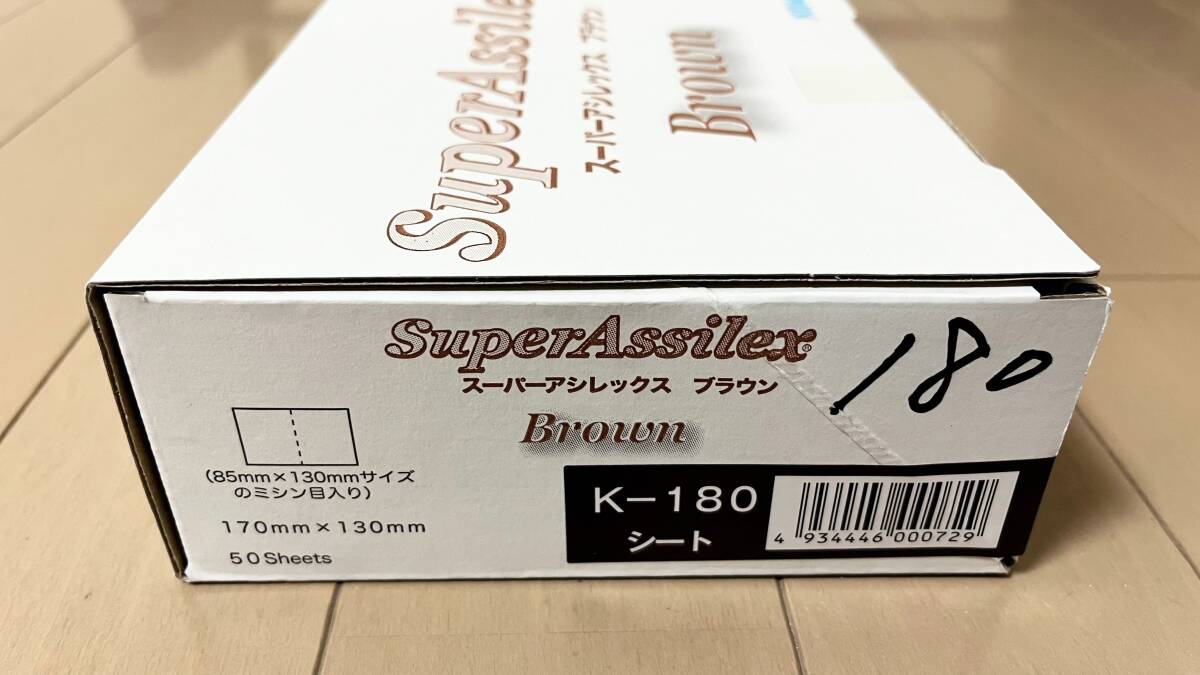 SuperAssilex
スーパーアシレックス ブラウン
Brown
SuperAssilex®
スーパーアシレックス ブラウン
Brown
180
(85mm×130mmサイズ
のミシン目入り)
170mm×130mm
50Sheets
K-180
シート
4 934446 000729